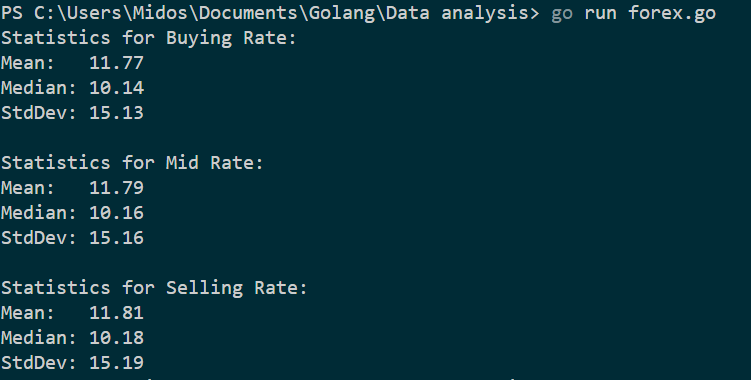 PS C:\Users\Midos\Documents\Golang\Data analysis> go run forex.go
Statistics for Buying Rate:
Mean:   11.77
Median: 10.14
StdDev: 15.13

Statistics for Mid Rate:
Mean:   11.79
Median: 10.16
StdDev: 15.16

Statistics for Selling Rate:
Mean:   11.81
Median: 10.18
StdDev: 15.19